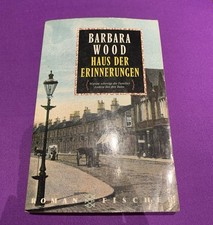 BARBARA
WOOD
HAUS DER
ERINNERUNGEN
ROMAN FISCHER